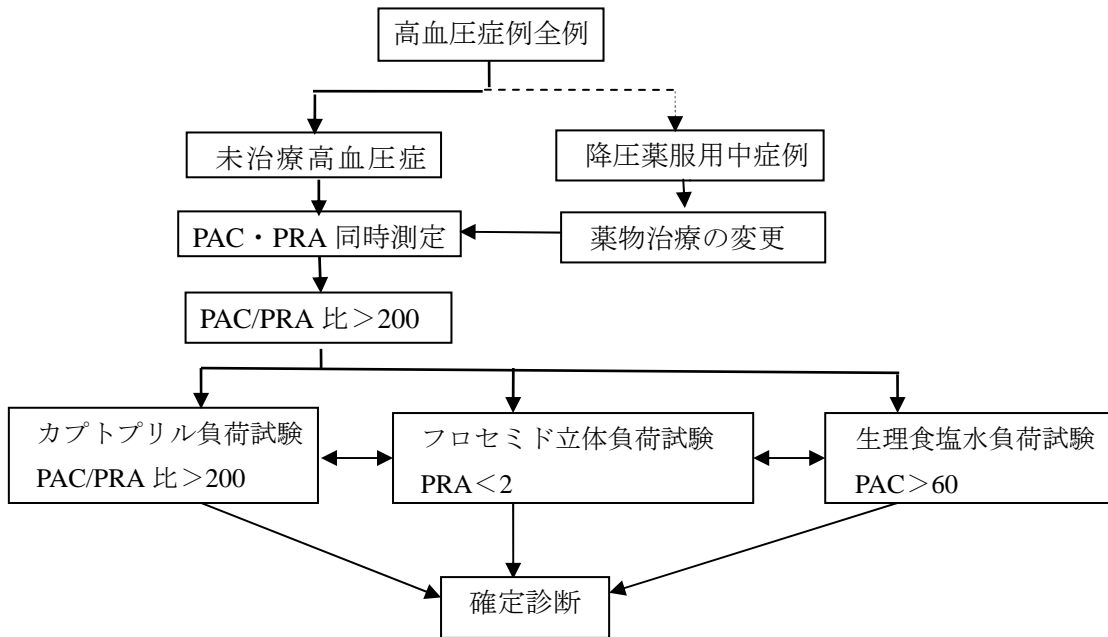 高血圧症例全例
未治療高血圧症
降圧薬服用中症例
PAC・PRA 同時測定
薬物治療の変更
PAC/PRA 比＞200
カプトプリル負荷試験
PAC/PRA 比＞200
フロセミド立体負荷試験
PRA＜2
生理食塩水負荷試験
PAC＞60
確定診断